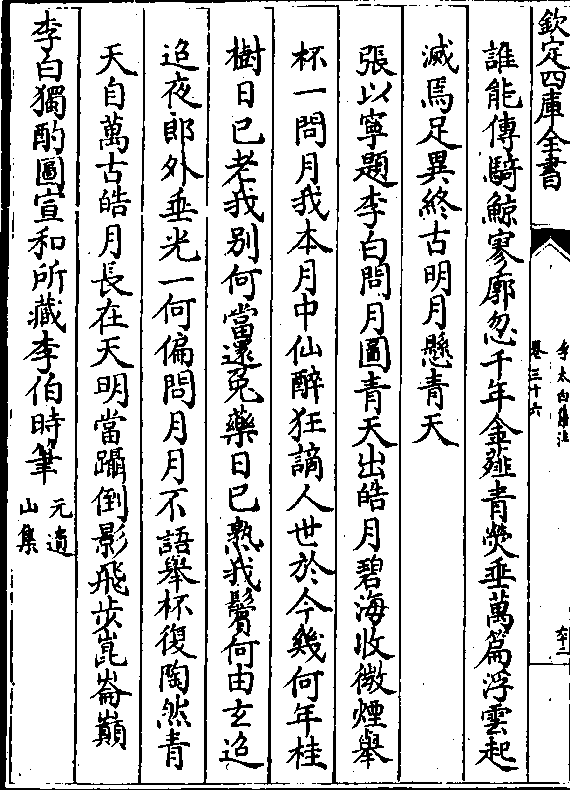 欽定四庫全書
李太白集注
卷三十六
誰能傳騎鯨寥廓忽千年金薤青熒垂萬篇浮雲起
滅焉足異終古明月懸青天
張以寧題李白問月圖青天出皓月碧海收微煙舉
杯一問月我本月中仙醉狂謫人世於今幾何年桂
樹日已老我别何當還兔藥日已熟我鬢何由玄迢
迢夜郎外垂光一何偏問月月不語舉杯復陶然青
天自萬古皓月長在天明當躡倒影飛步崑崙巔
李白獨酌圖宣和所藏李伯時筆
元遺
山集